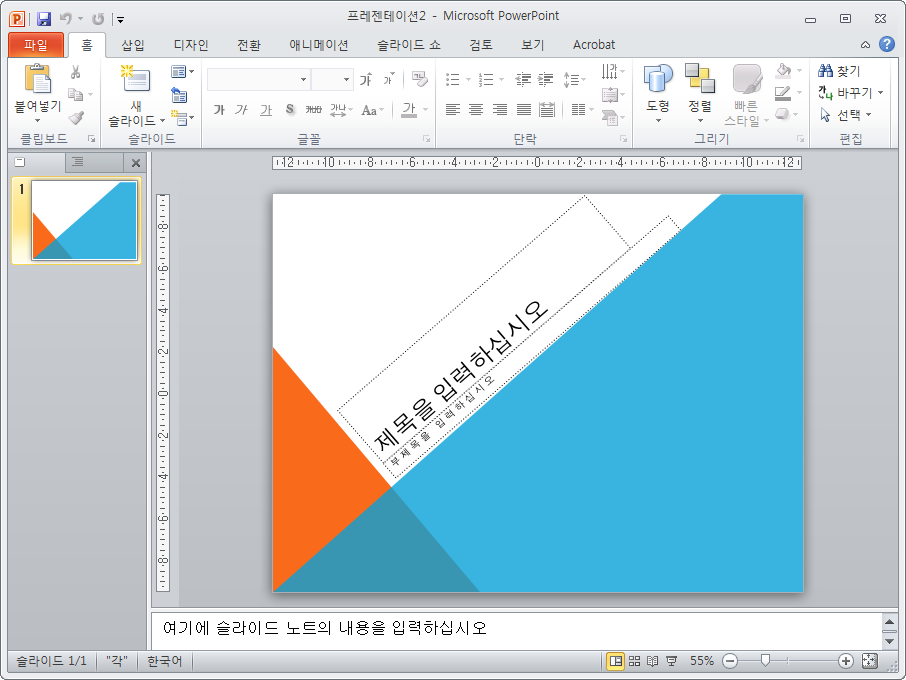 프레젠테이션2 - Microsoft PowerPoint
파일 홈 삽입 디자인 전환 애니메이션 슬라이드 쇼 검토 보기 Acrobat
붙여넣기
클립보드
새
슬라이드
슬라이드
가 가 가 S 가나 Aa 가
글꼴
단락
도형 정렬 빠른
스타일
그리기
찾기
바꾸기
선택
편집
12 10 8 6 4 2 0 2 4 6 8 10 12
1
8
6
4
2
0
2
4
6
8
제목을 입력하십시오
부제목을 입력하십시오
여기에 슬라이드 노트의 내용을 입력하십시오
슬라이드 1/1 "각" 한국어 55%